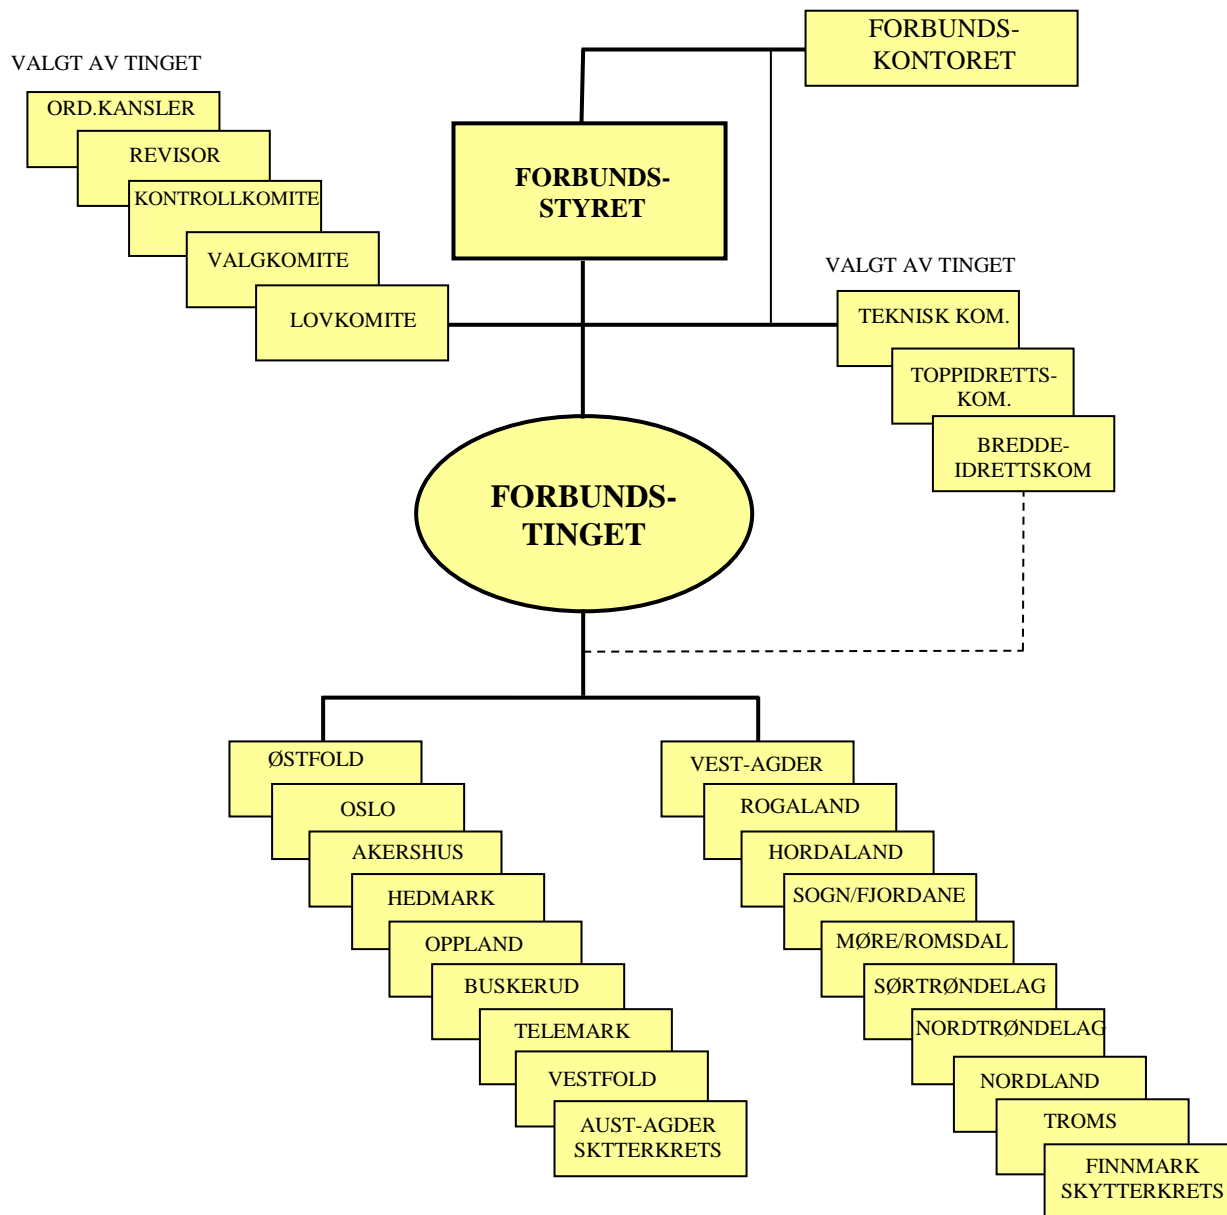 FORBUNDS-
KONTORET
VALGT AV TINGET
ORD.KANSLER
REVISOR
KONTROLLKOMITE
VALGKOMITE
LOVKOMITE
FORBUNDS-
STYRET
VALGT AV TINGET
TEKNISK KOM.
TOPPIDRETTS-
KOM.
BREDDE-
IDRETTSKOM
FORBUNDS-
TINGET
ØSTFOLD
OSLO
AKERSHUS
HEDMARK
OPPLAND
BUSKERUD
TELEMARK
VESTFOLD
AUST-AGDER
SKTTERKRETS
VEST-AGDER
ROGALAND
HORDALAND
SOGN/FJORDANE
MØRE/ROMSDAL
SØRTRØNDELAG
NORDTRØNDELAG
NORDLAND
TROMS
FINNMARK
SKYTTERKRETS